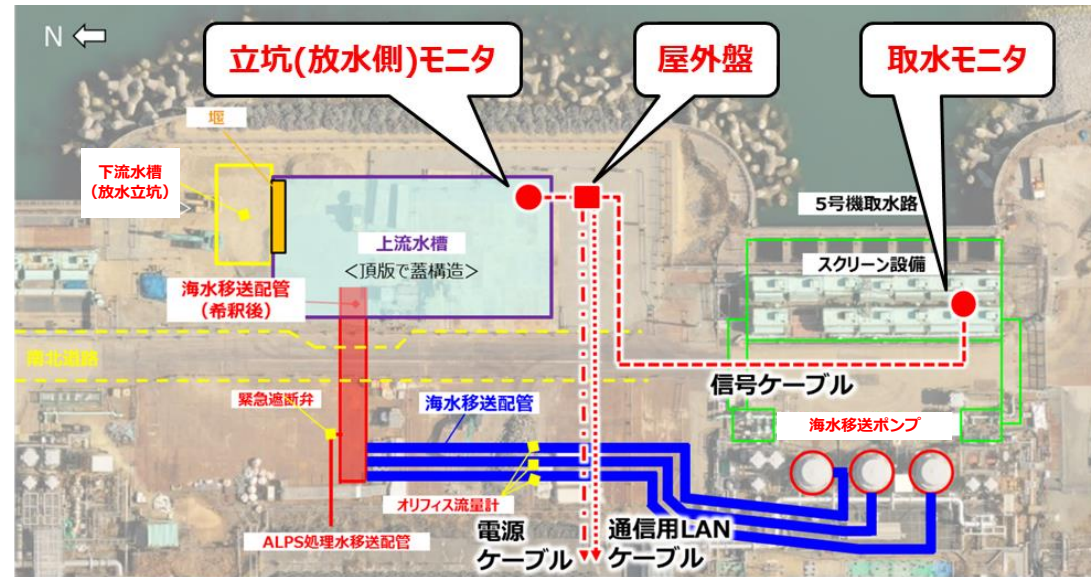 N
立坑(放水側)モニタ
屋外盤
取水モニタ
堰
下流水槽
(放水立坑)
5号機取水路
上流水槽
＜頂版で蓋構造＞
スクリーン設備
海水移送配管
(希釈後)
南北道路
信号ケーブル
緊急遮断弁
海水移送配管
海水移送ポンプ
オリフィス流量計
電源
ケーブル
通信用LAN
ケーブル
ALPS処理水移送配管